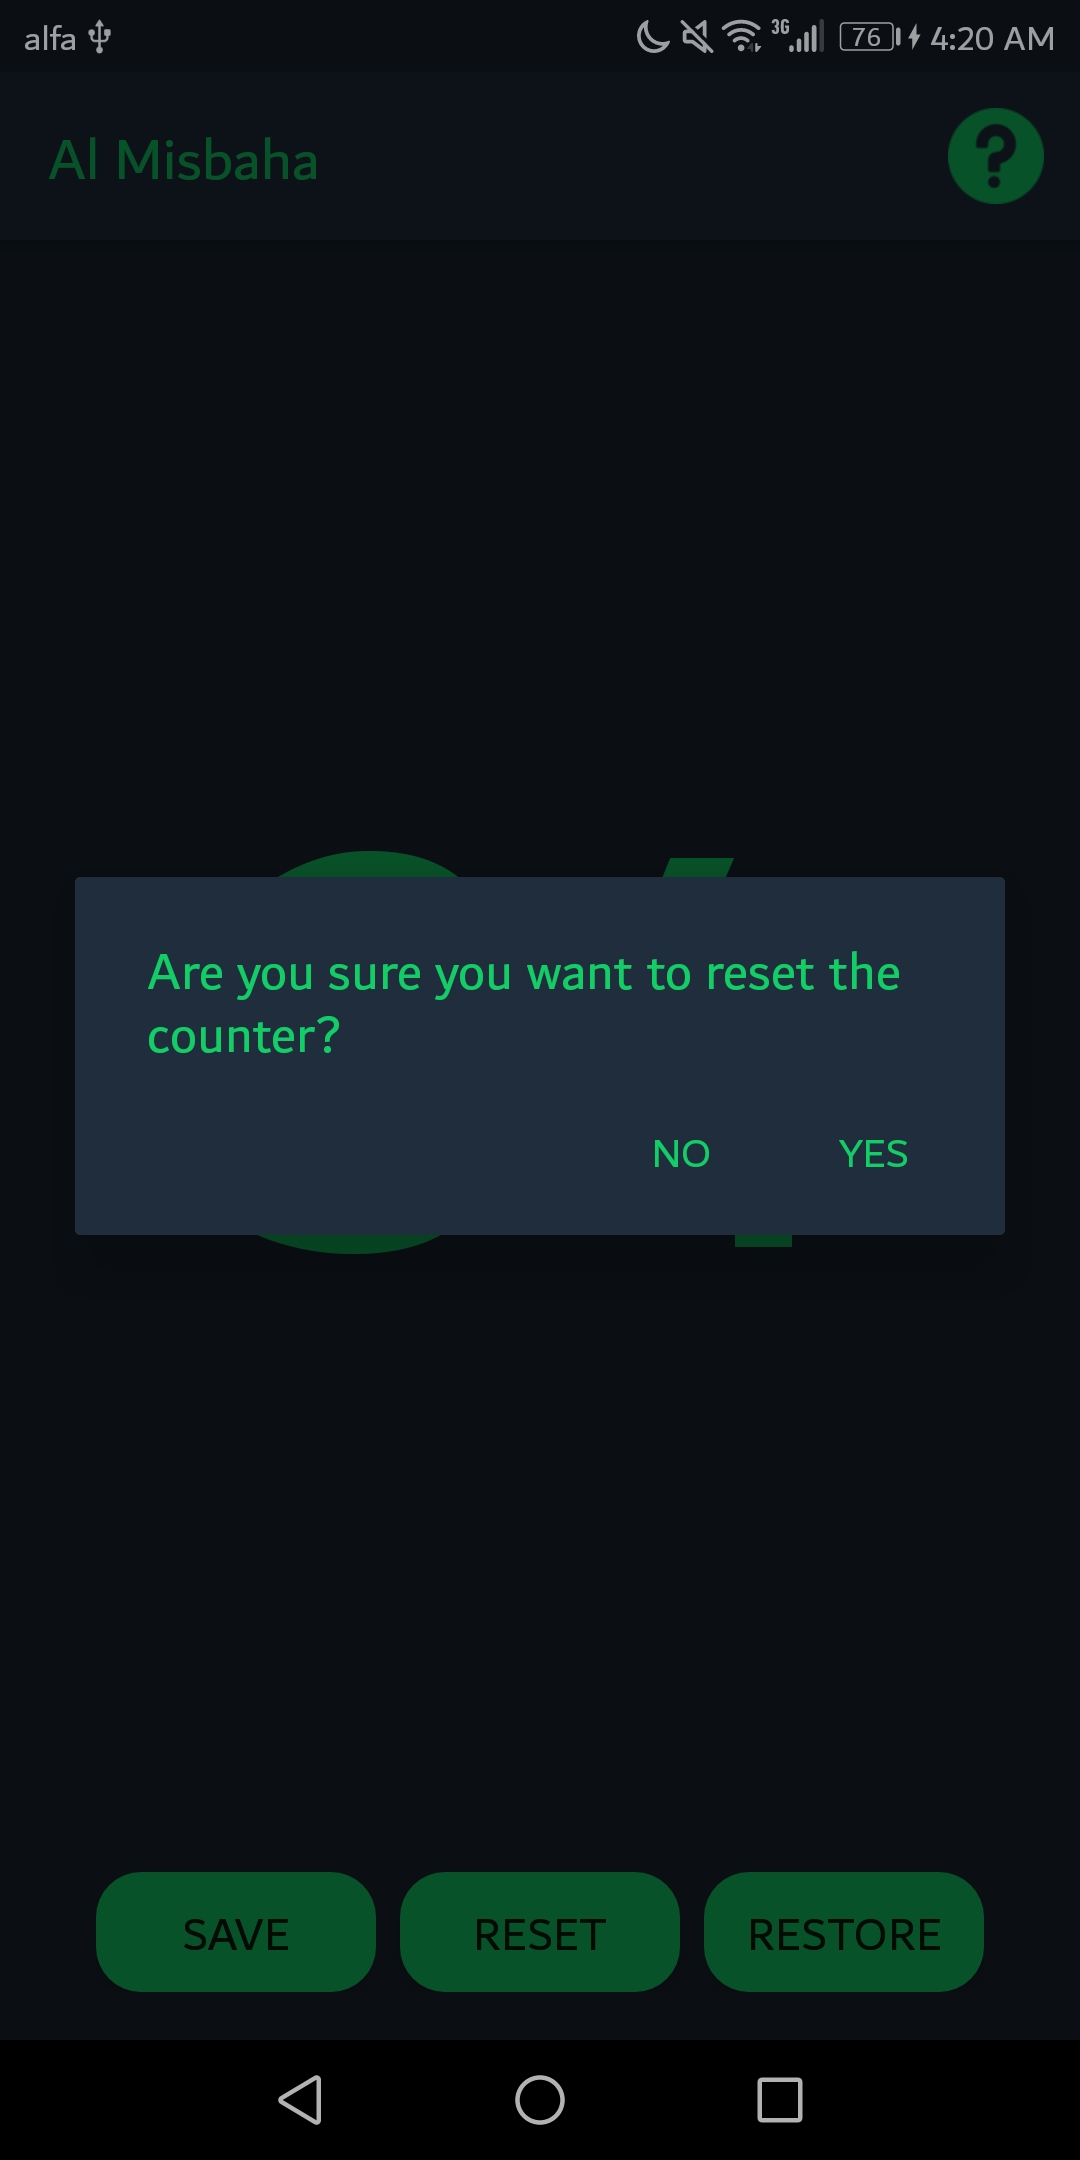 alfa 3G 76 4:20 AM
Al Misbaha
?
Are you sure you want to reset the
counter?
NO YES
SAVE RESET RESTORE